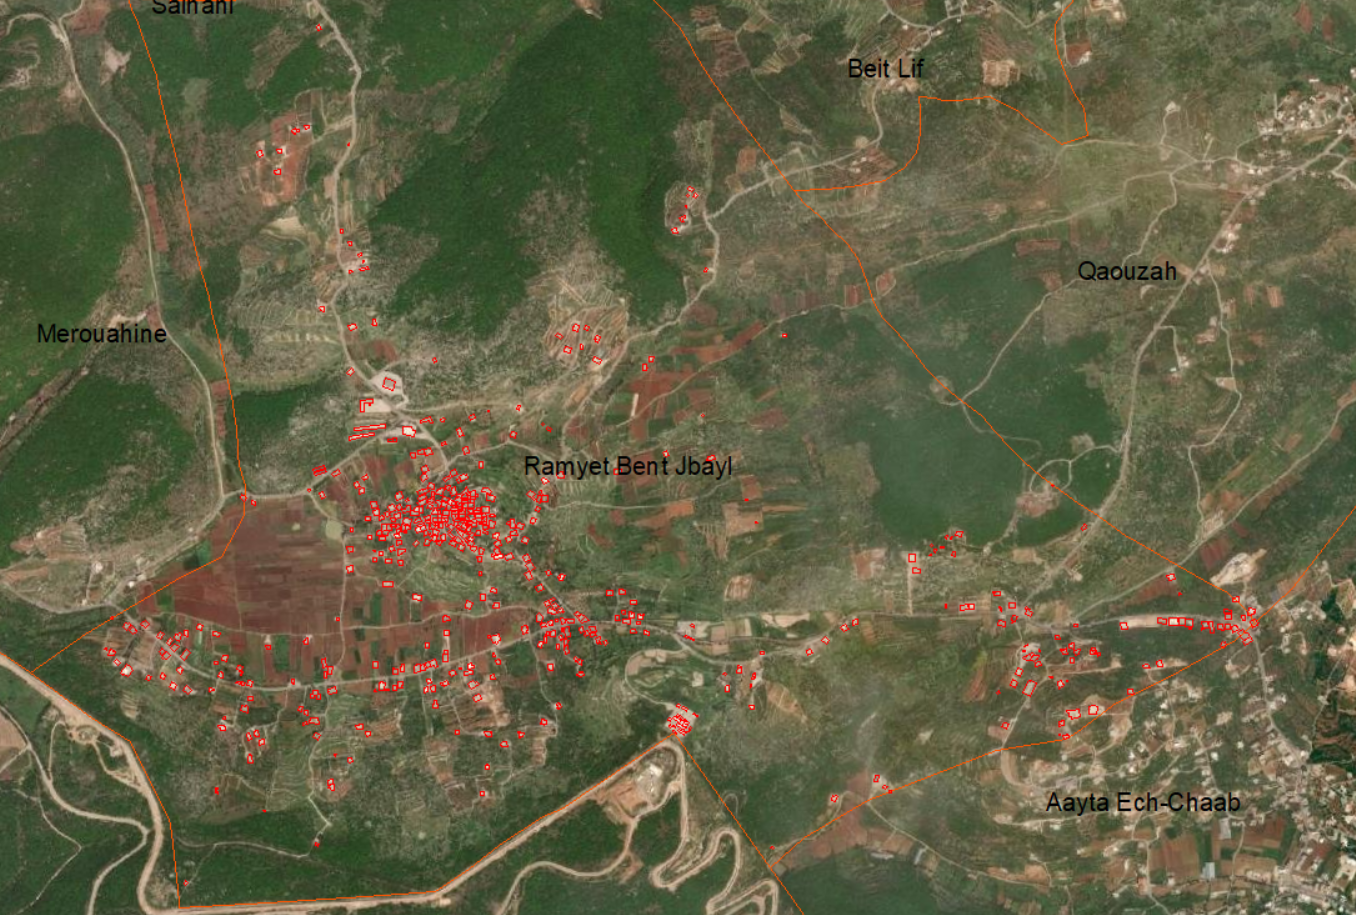 Salhani
Beit Lif
Qaouzah
Merouahine
Ramyet Bent Jbayl
Aayta Ech-Chaab